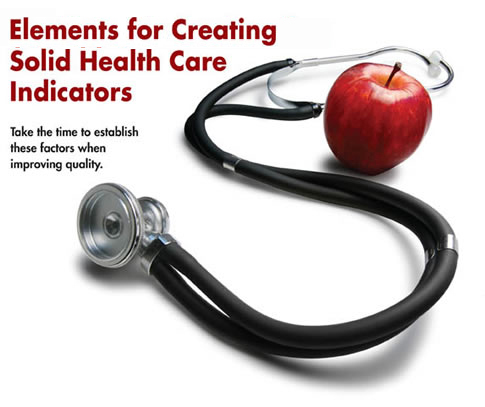 Elements for Creating
Solid Health Care
Indicators
Take the time to establish
these factors when
improving quality.